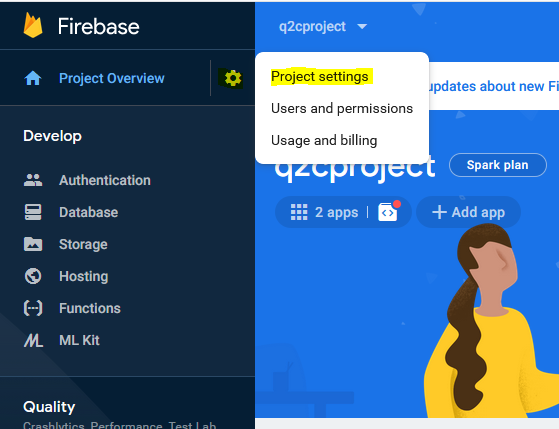 Firebase
q2cproject
Project Overview
Project settings
Users and permissions
Usage and billing
updates about new Fi
q2cproject
Spark plan
2 apps
Add app
Develop
Authentication
Database
Storage
Hosting
Functions
ML Kit
Quality
Crashlytics, Performance, Test Lab